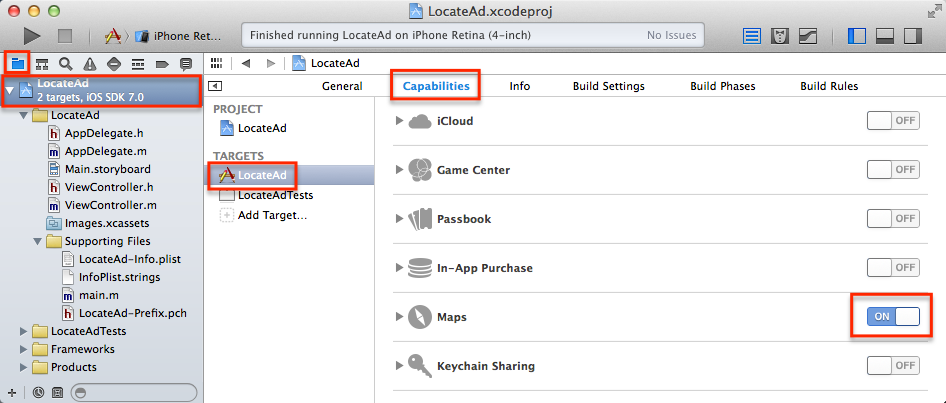 LocateAd.xcodeproj
iPhone Ret...
Finished running LocateAd on iPhone Retina (4-inch)
No Issues
LocateAd
LocateAd
2 targets, iOS SDK 7.0
LocateAd
AppDelegate.h
AppDelegate.m
Main.storyboard
ViewController.h
ViewController.m
Images.xcassets
Supporting Files
LocateAd-Info.plist
InfoPlist.strings
main.m
LocateAd-Prefix.pch
LocateAdTests
Frameworks
Products
General
Capabilities
Info
Build Settings
Build Phases
Build Rules
PROJECT
LocateAd
TARGETS
LocateAd
LocateAdTests
Add Target...
iCloud
OFF
Game Center
OFF
Passbook
OFF
In-App Purchase
OFF
Maps
ON
Keychain Sharing
OFF